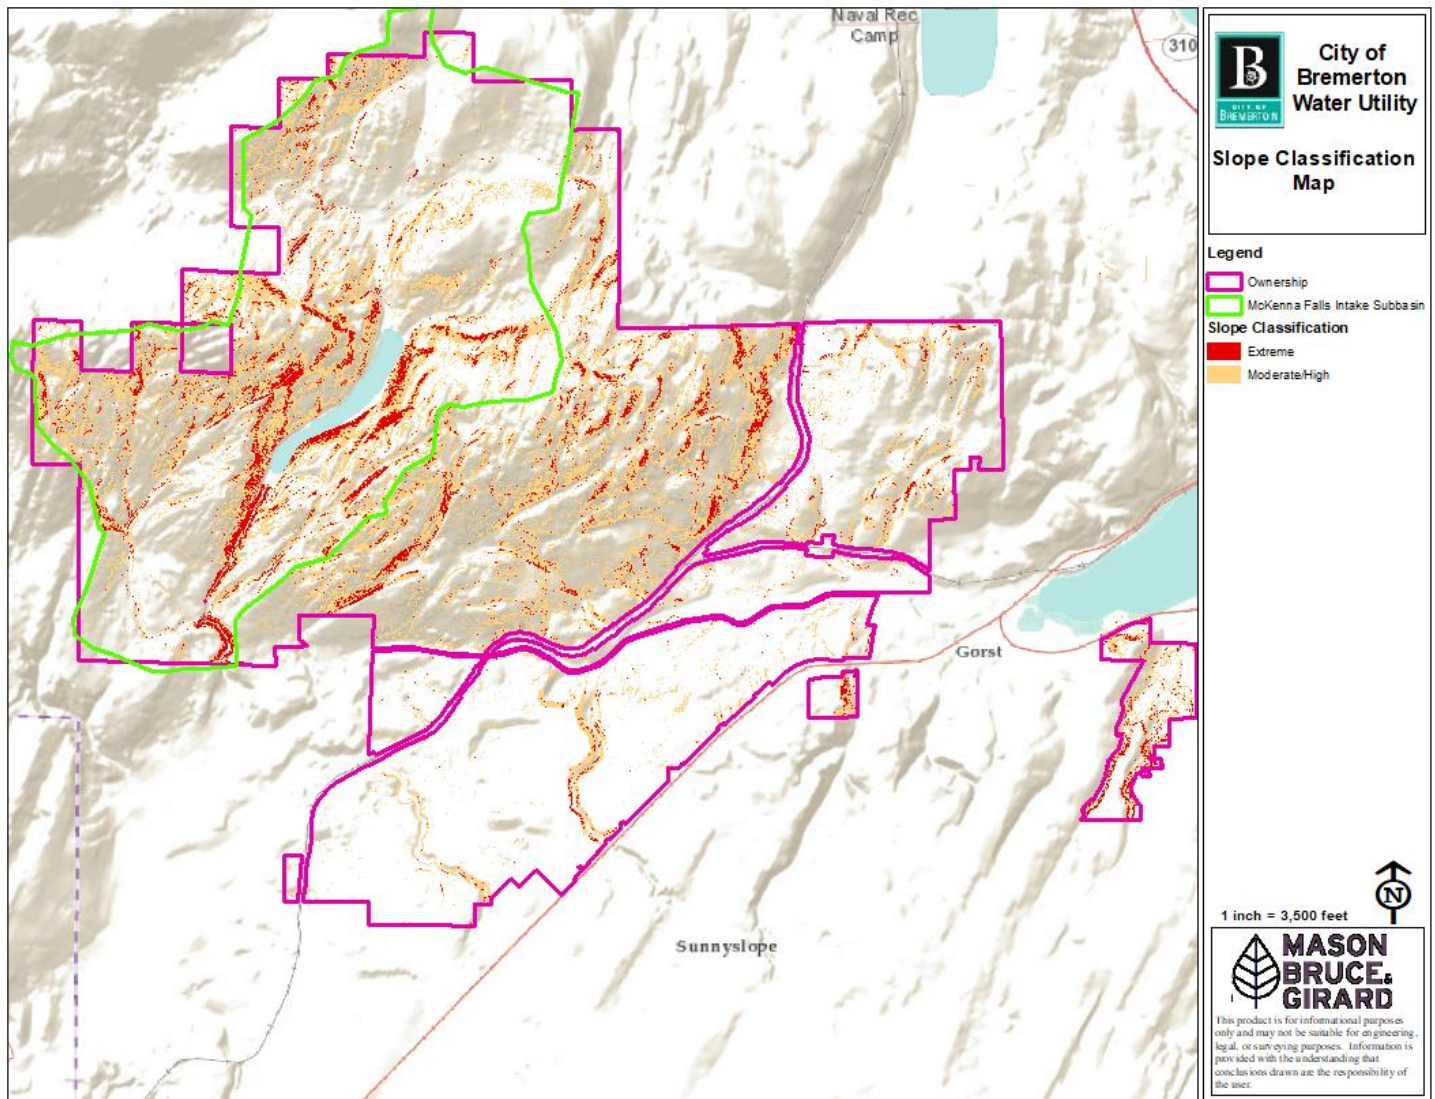 Naval Rec
Camp
310
Gorst
Sunnyslope
B
CITY OF
BREMERTON
City of
Bremerton
Water Utility
Slope Classification
Map
Legend
Ownership
McKenna Falls Intake Subbasin
Slope Classification
Extreme
Moderate/High
N
1 inch = 3,500 feet
MASON
BRUCE &
GIRARD
This product is for informational purposes
only and may not be suitable for engineering,
legal, or surveying purposes. Information is
provided with the understanding that
conclusions drawn are the responsibility of
the user.